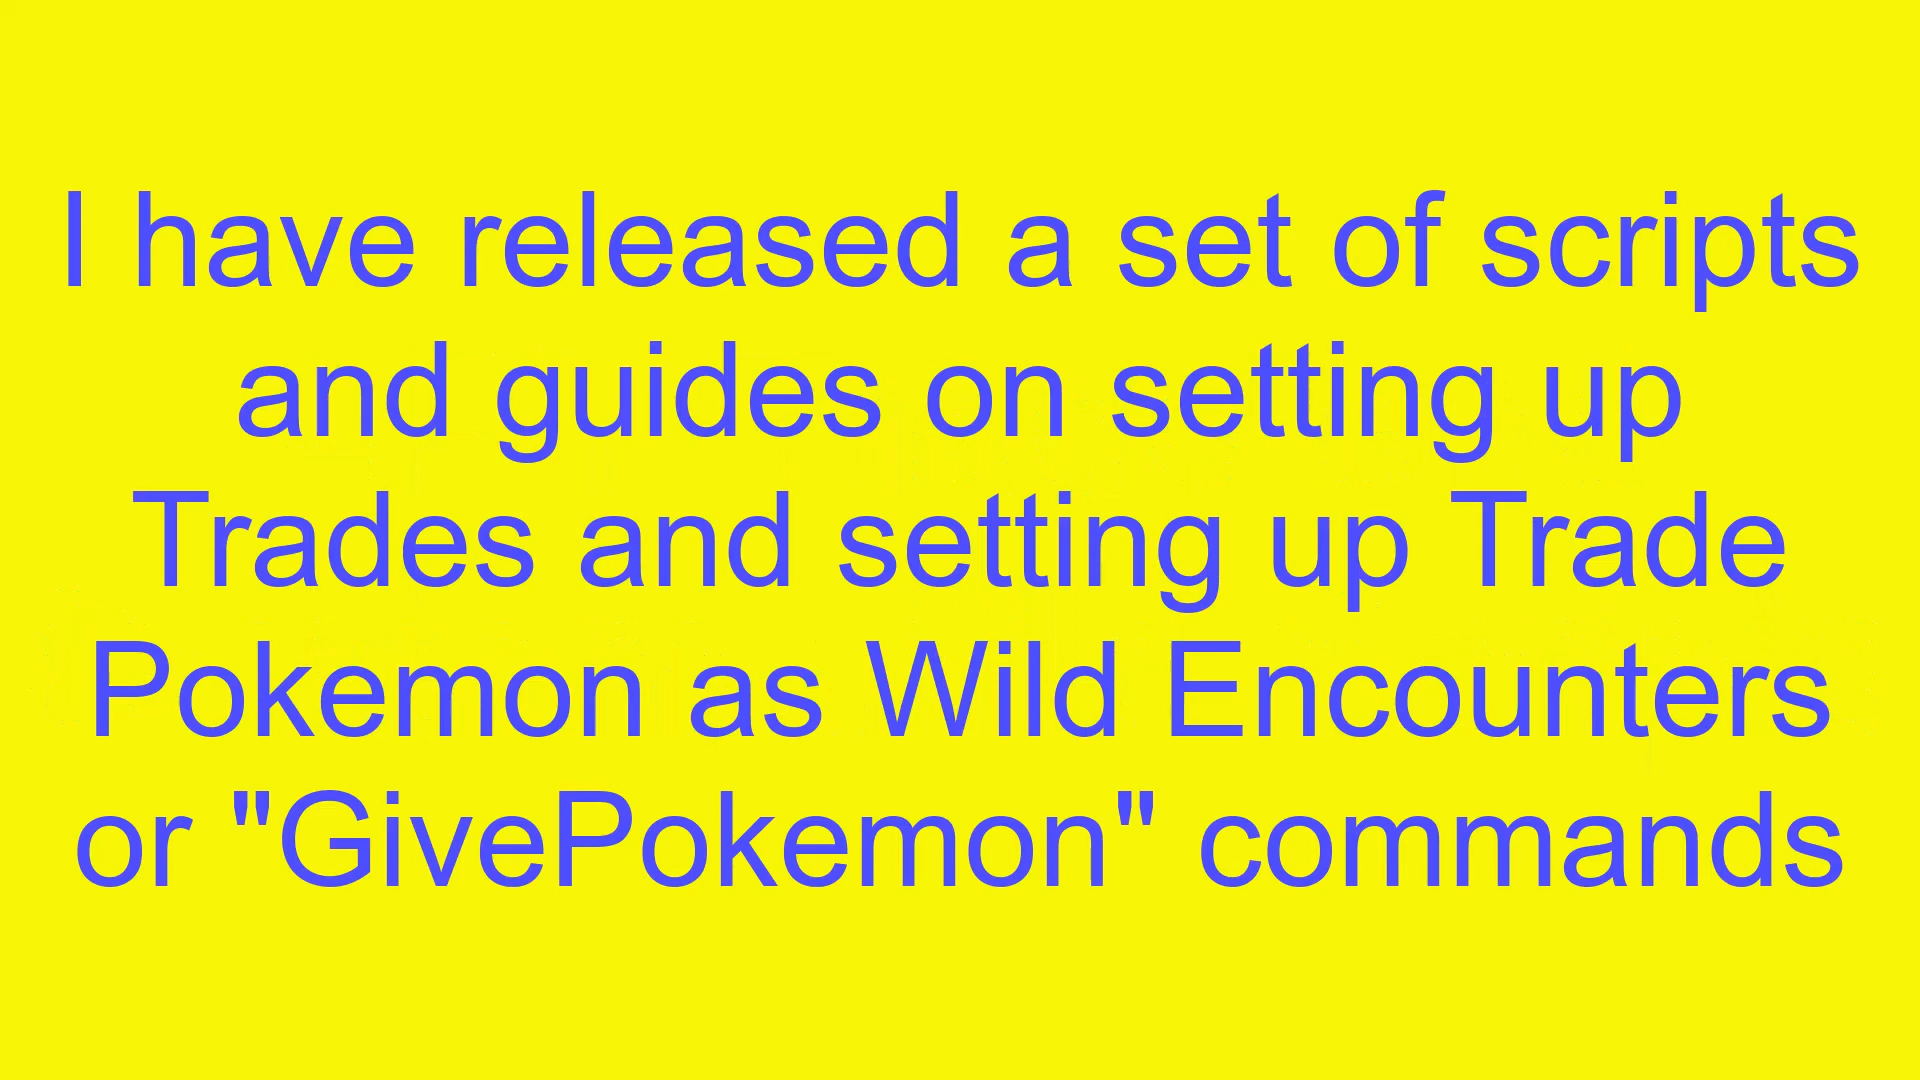 I have released a set of scripts
and guides on setting up
Trades and setting up Trade
Pokemon as Wild Encounters
or "GivePokemon" commands